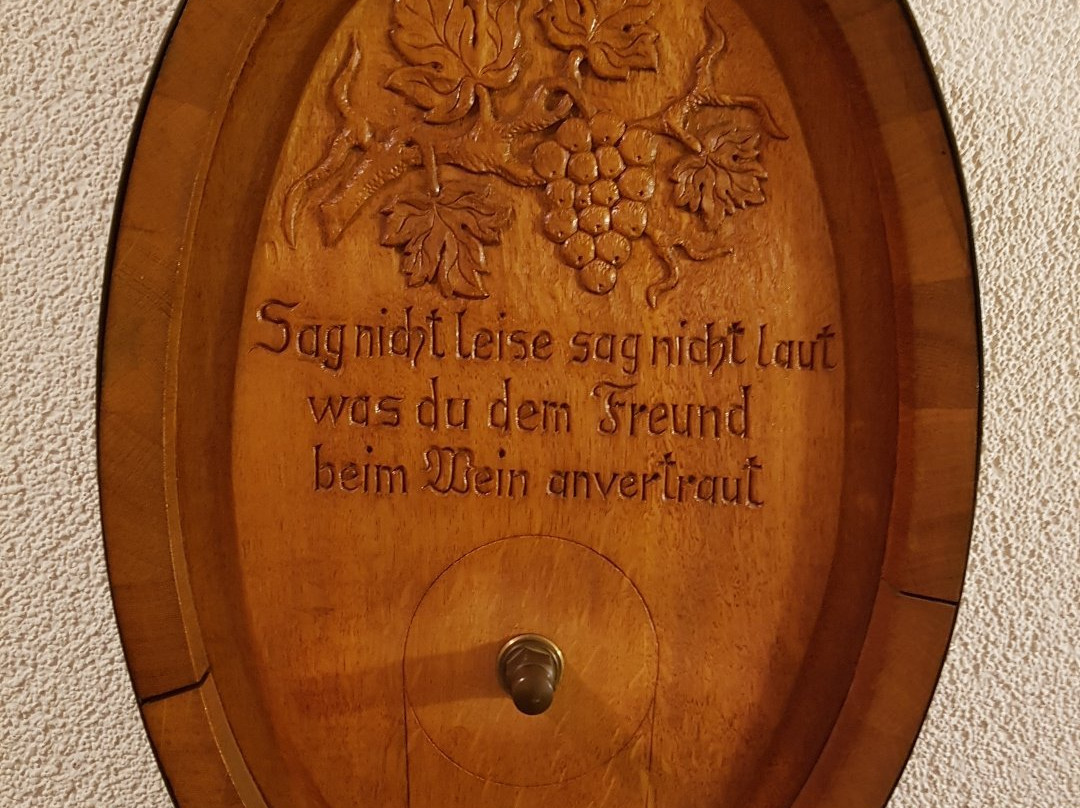 Sag nicht leise sag nicht laut
was du dem Freund
beim Wein anvertraut